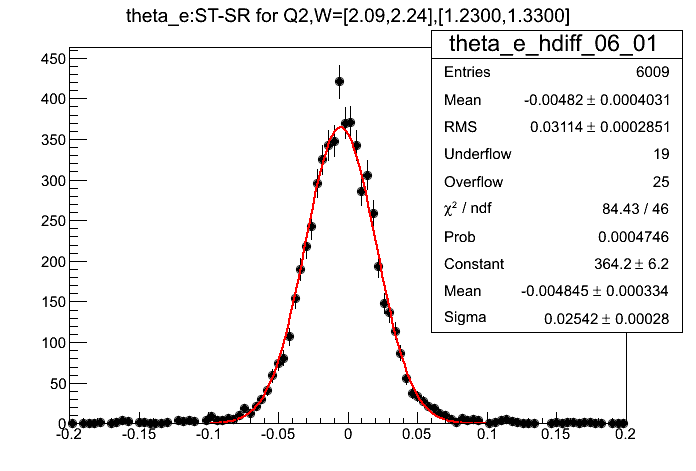 theta_e:ST-SR for Q2,W=[2.09,2.24],[1.2300,1.3300]
theta_e_hdiff_06_01
Entries 6009
Mean -0.00482 ± 0.0004031
RMS 0.03114 ± 0.0002851
Underflow 19
Overflow 25
χ² / ndf 84.43 / 46
Prob 0.0004746
Constant 364.2 ± 6.2
Mean -0.004845 ± 0.000334
Sigma 0.02542 ± 0.00028
450
400
350
300
250
200
150
100
50
0
-0.2 -0.15 -0.1 -0.05 0 0.05 0.1 0.15 0.2